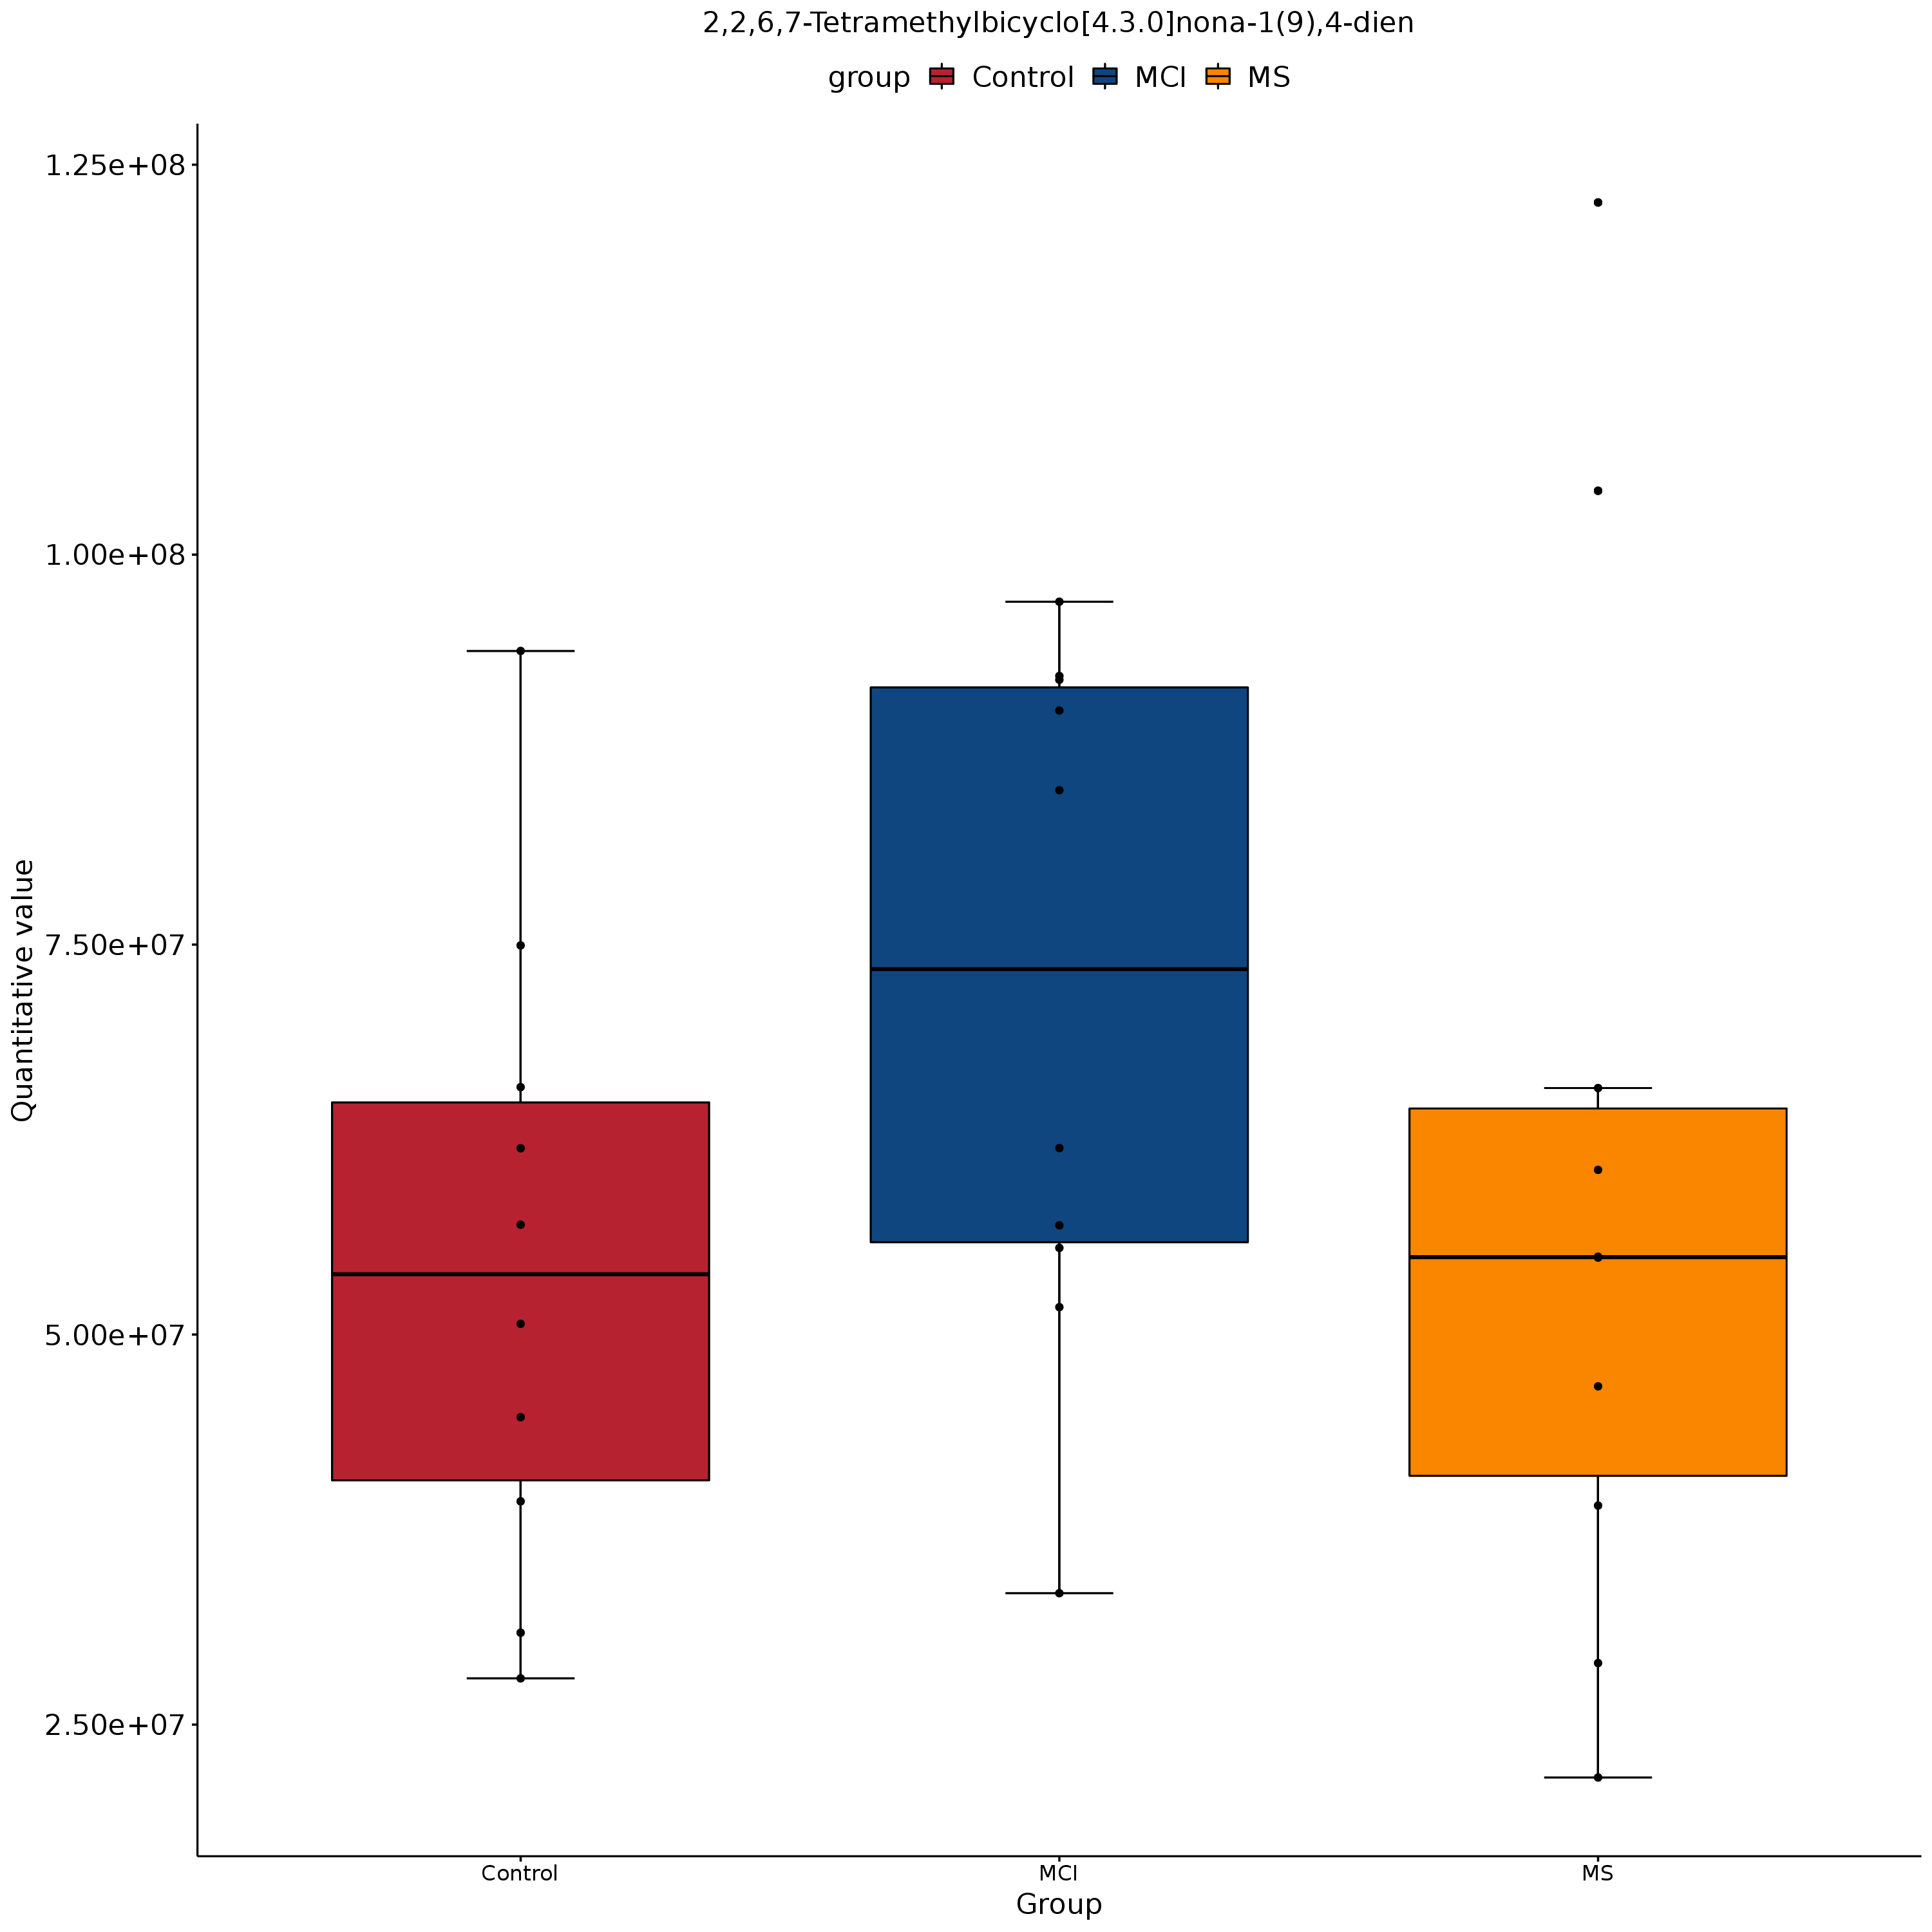 2,2,6,7-Tetramethylbicyclo[4.3.0]nona-1(9),4-dien
group Control MCI MS
1.25e+08
1.00e+08
7.50e+07
5.00e+07
2.50e+07
Quantitative value
Control MCI MS
Group